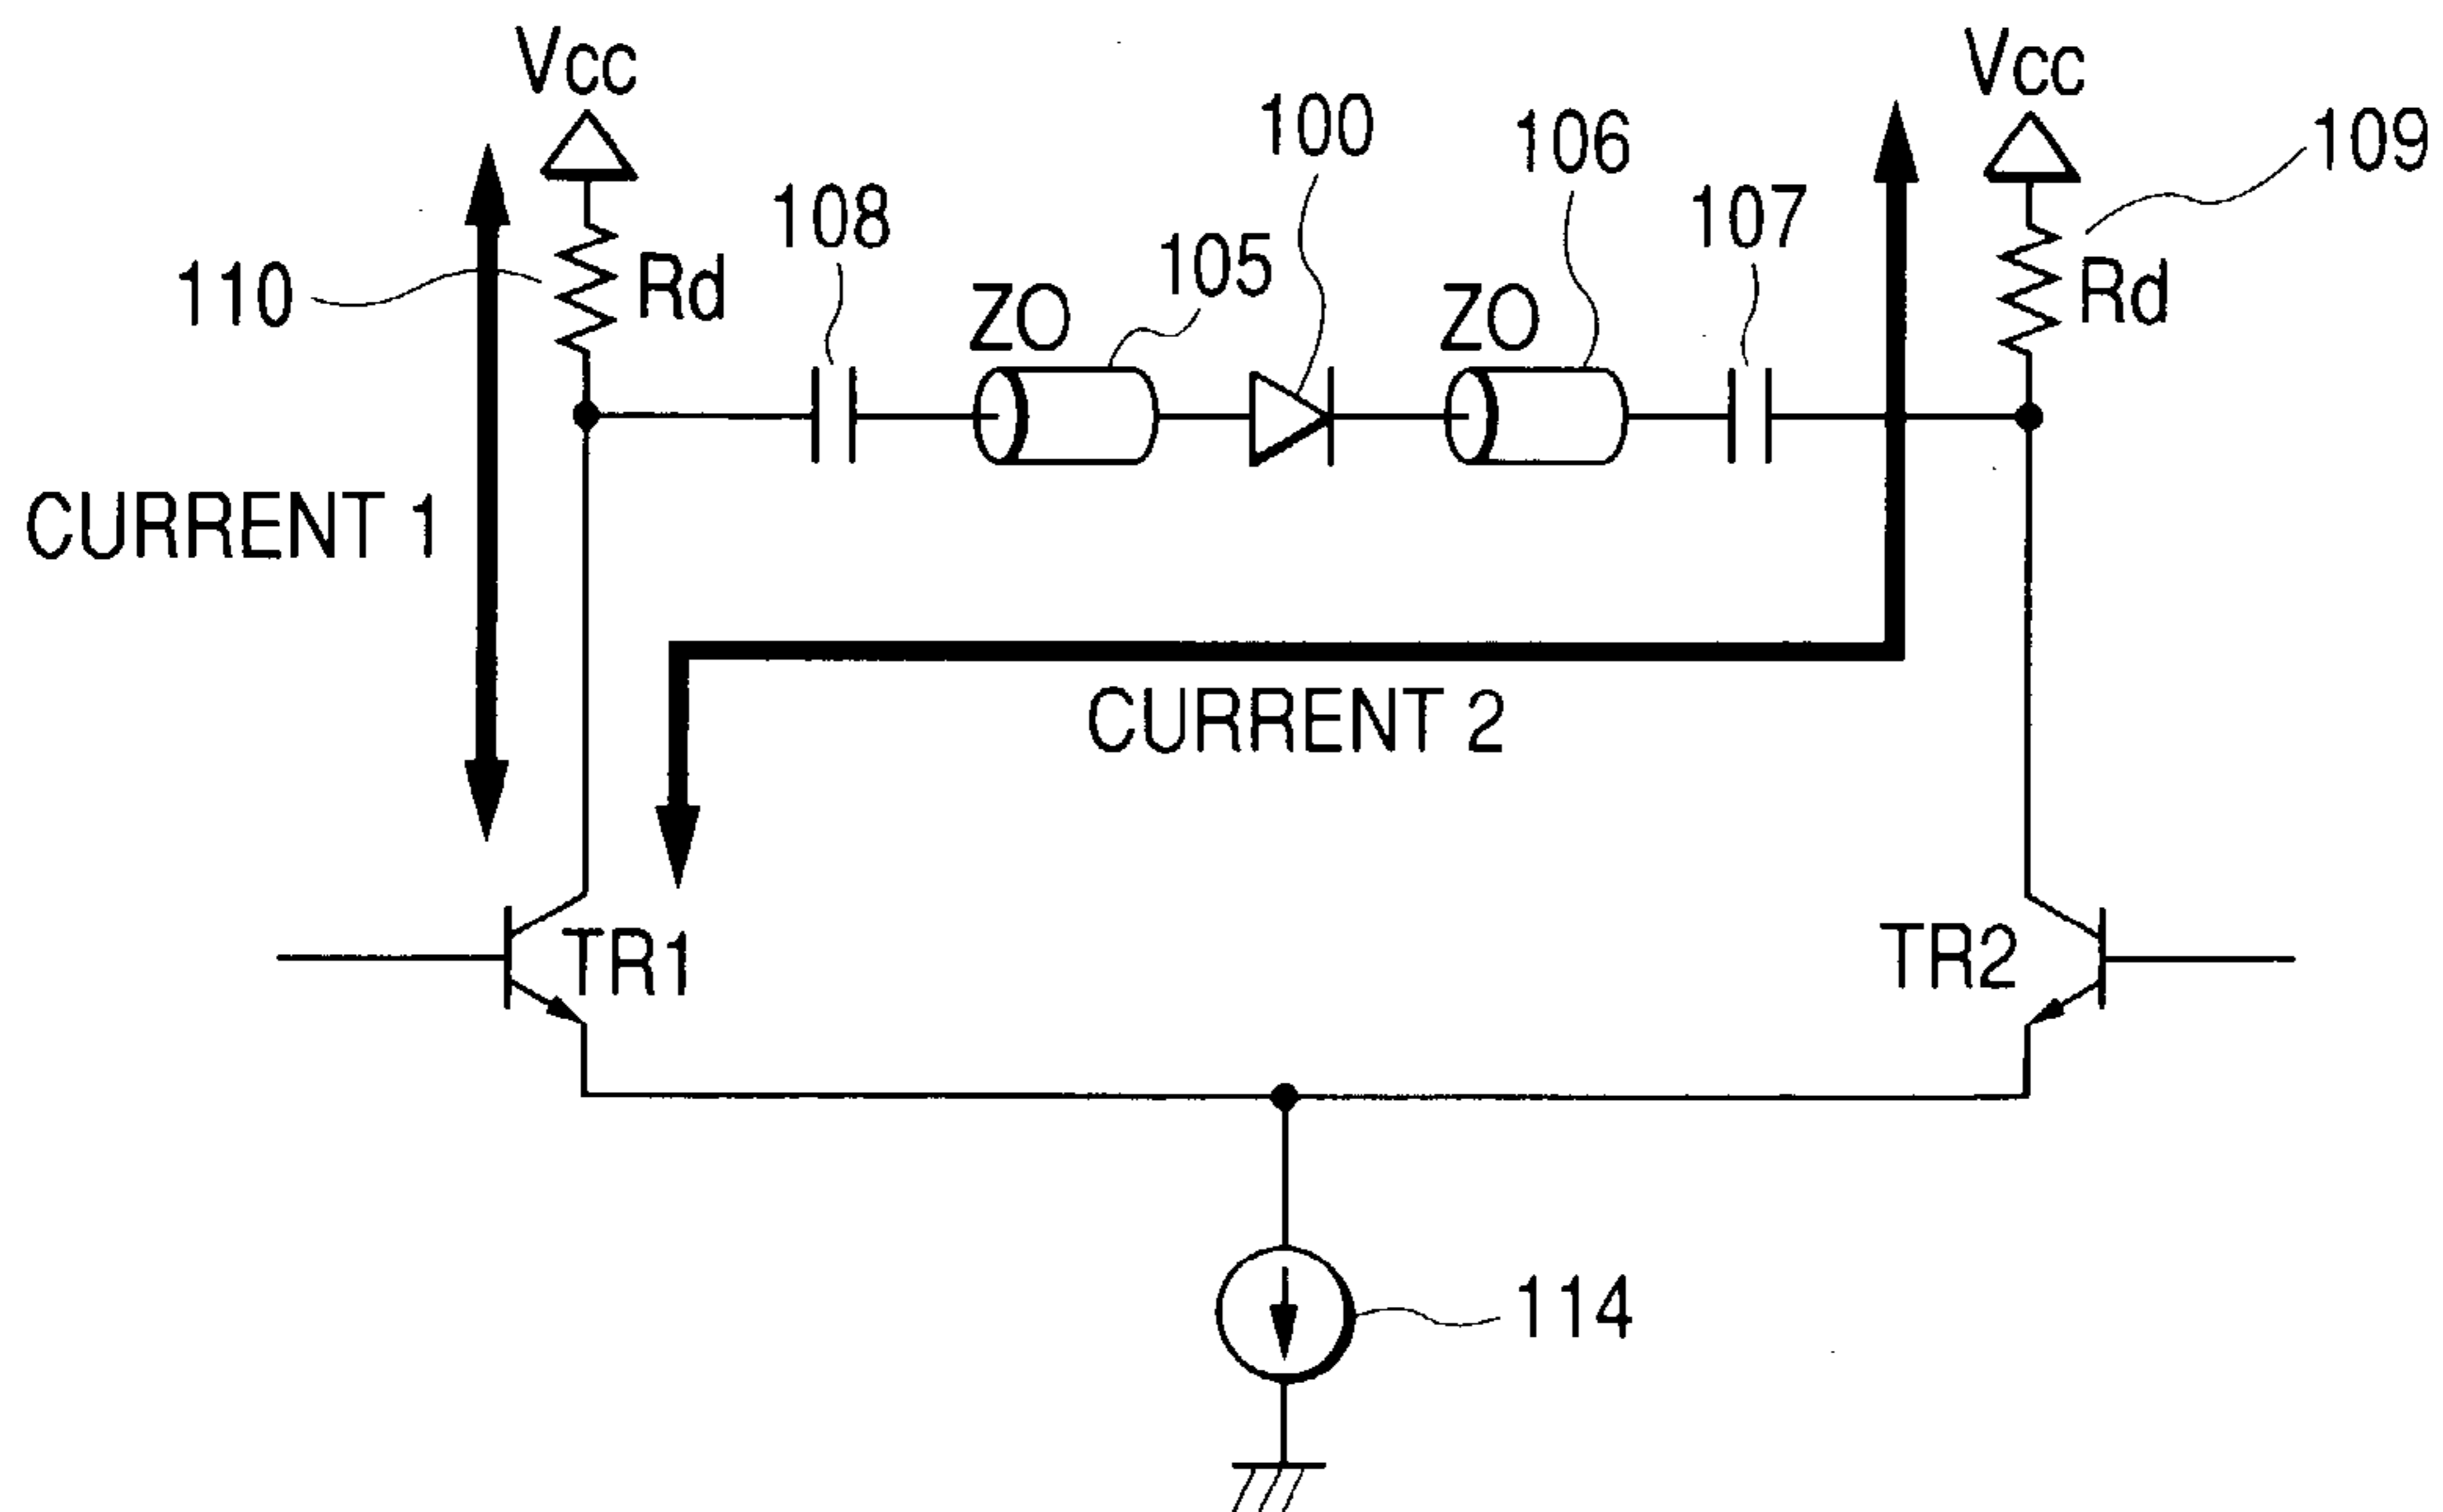 Vcc
Vcc
100
106
109
108
107
105
110
Rd
ZO
ZO
Rd
CURRENT 1
CURRENT 2
TR1
TR2
114